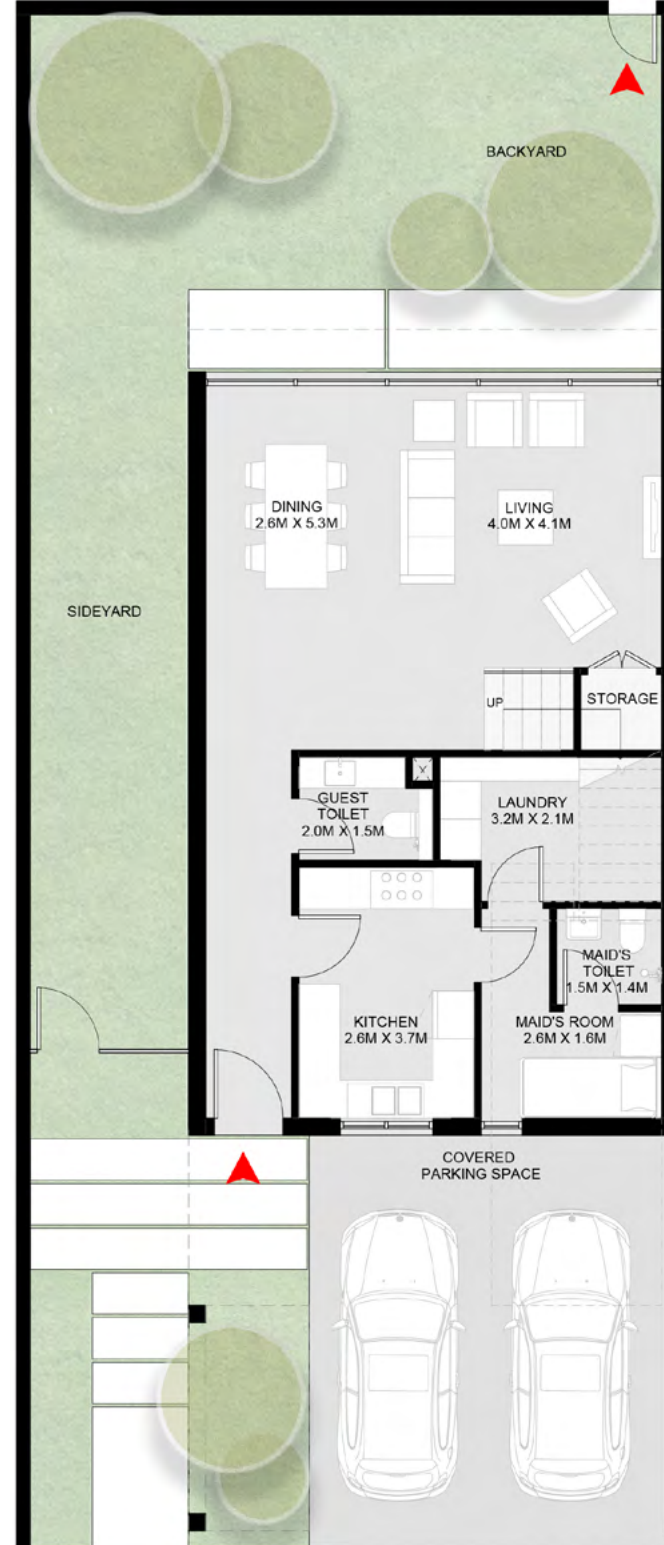 BACKYARD
DINING
2.6M X 5.3M
LIVING
4.0M X 4.1M
SIDEYARD
UP
STORAGE
GUEST
TOILET
2.0M X 1.5M
LAUNDRY
3.2M X 2.1M
MAID'S
TOILET
1.5M X 1.4M
KITCHEN
2.6M X 3.7M
MAID'S ROOM
2.6M X 1.6M
COVERED
PARKING SPACE